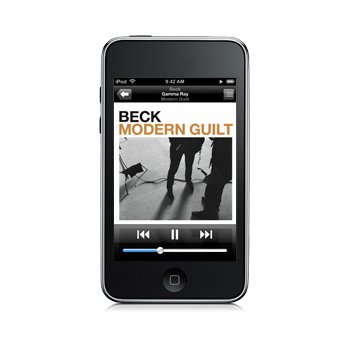 iPod 9:42 AM
Beck
Gamma Ray
Modern Guilt
BECK
MODERN GUILT